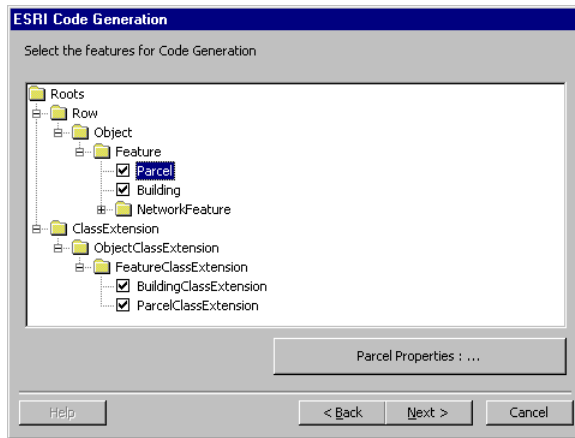 ESRI Code Generation
Select the features for Code Generation
Roots
Row
Object
Feature
Parcel
Building
NetworkFeature
ClassExtension
ObjectClassExtension
FeatureClassExtension
BuildingClassExtension
ParcelClassExtension
Parcel Properties : ...
Help < Back Next > Cancel